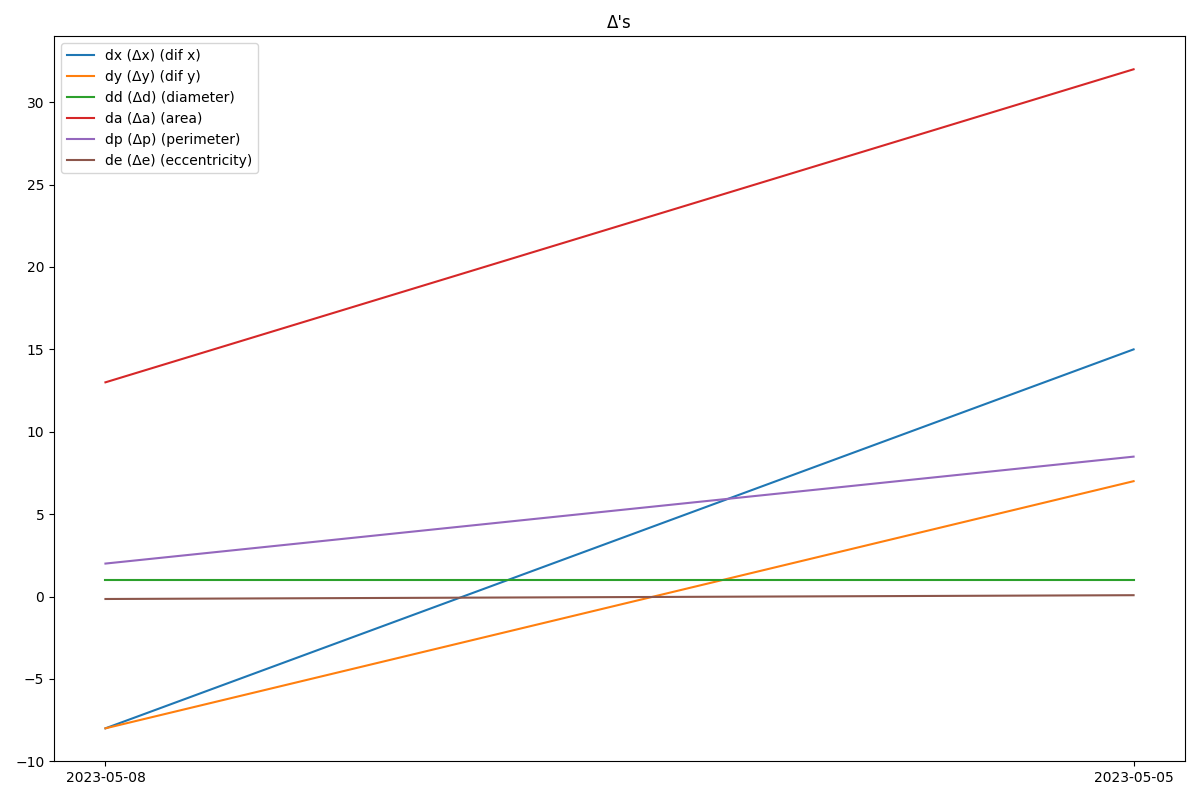 Δ's
dx (Δx) (dif x)
dy (Δy) (dif y)
dd (Δd) (diameter)
da (Δa) (area)
dp (Δp) (perimeter)
de (Δe) (eccentricity)
30
25
20
15
10
5
0
−5
−10
2023-05-08 2023-05-05